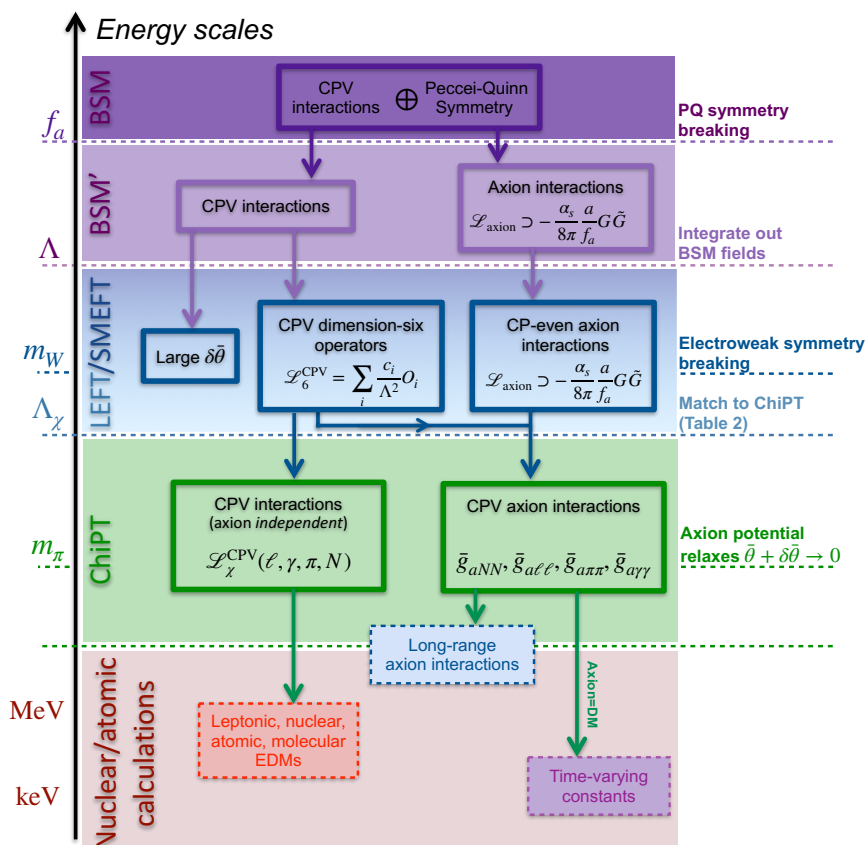 Energy scales
BSM
CPV
interactions
⊕
Peccei-Quinn
Symmetry
f_a
PQ symmetry
breaking
BSM’
CPV interactions
Axion interactions
ℒ_axion ⊃ − α_s/8π a/f_a GG̃
Λ
Integrate out
BSM fields
LEFT/SMEFT
Large δθ̄
CPV dimension-six
operators
ℒ_6^CPV = ∑_i c_i/Λ² O_i
CP-even axion
interactions
ℒ_axion ⊃ − α_s/8π a/f_a GG̃
m_W
Electroweak symmetry
breaking
Λ_χ
Match to ChiPT
(Table 2)
ChiPT
CPV interactions
(axion independent)
ℒ_χ^CPV(ℓ, γ, π, N)
CPV axion interactions
ḡ_aNN, ḡ_aℓℓ, ḡ_aππ, ḡ_aγγ
m_π
Axion potential
relaxes θ̄ + δθ̄ → 0
Long-range
axion interactions
Nuclear/atomic
calculations
MeV
keV
Axion=DM
Leptonic, nuclear,
atomic, molecular
EDMs
Time-varying
constants